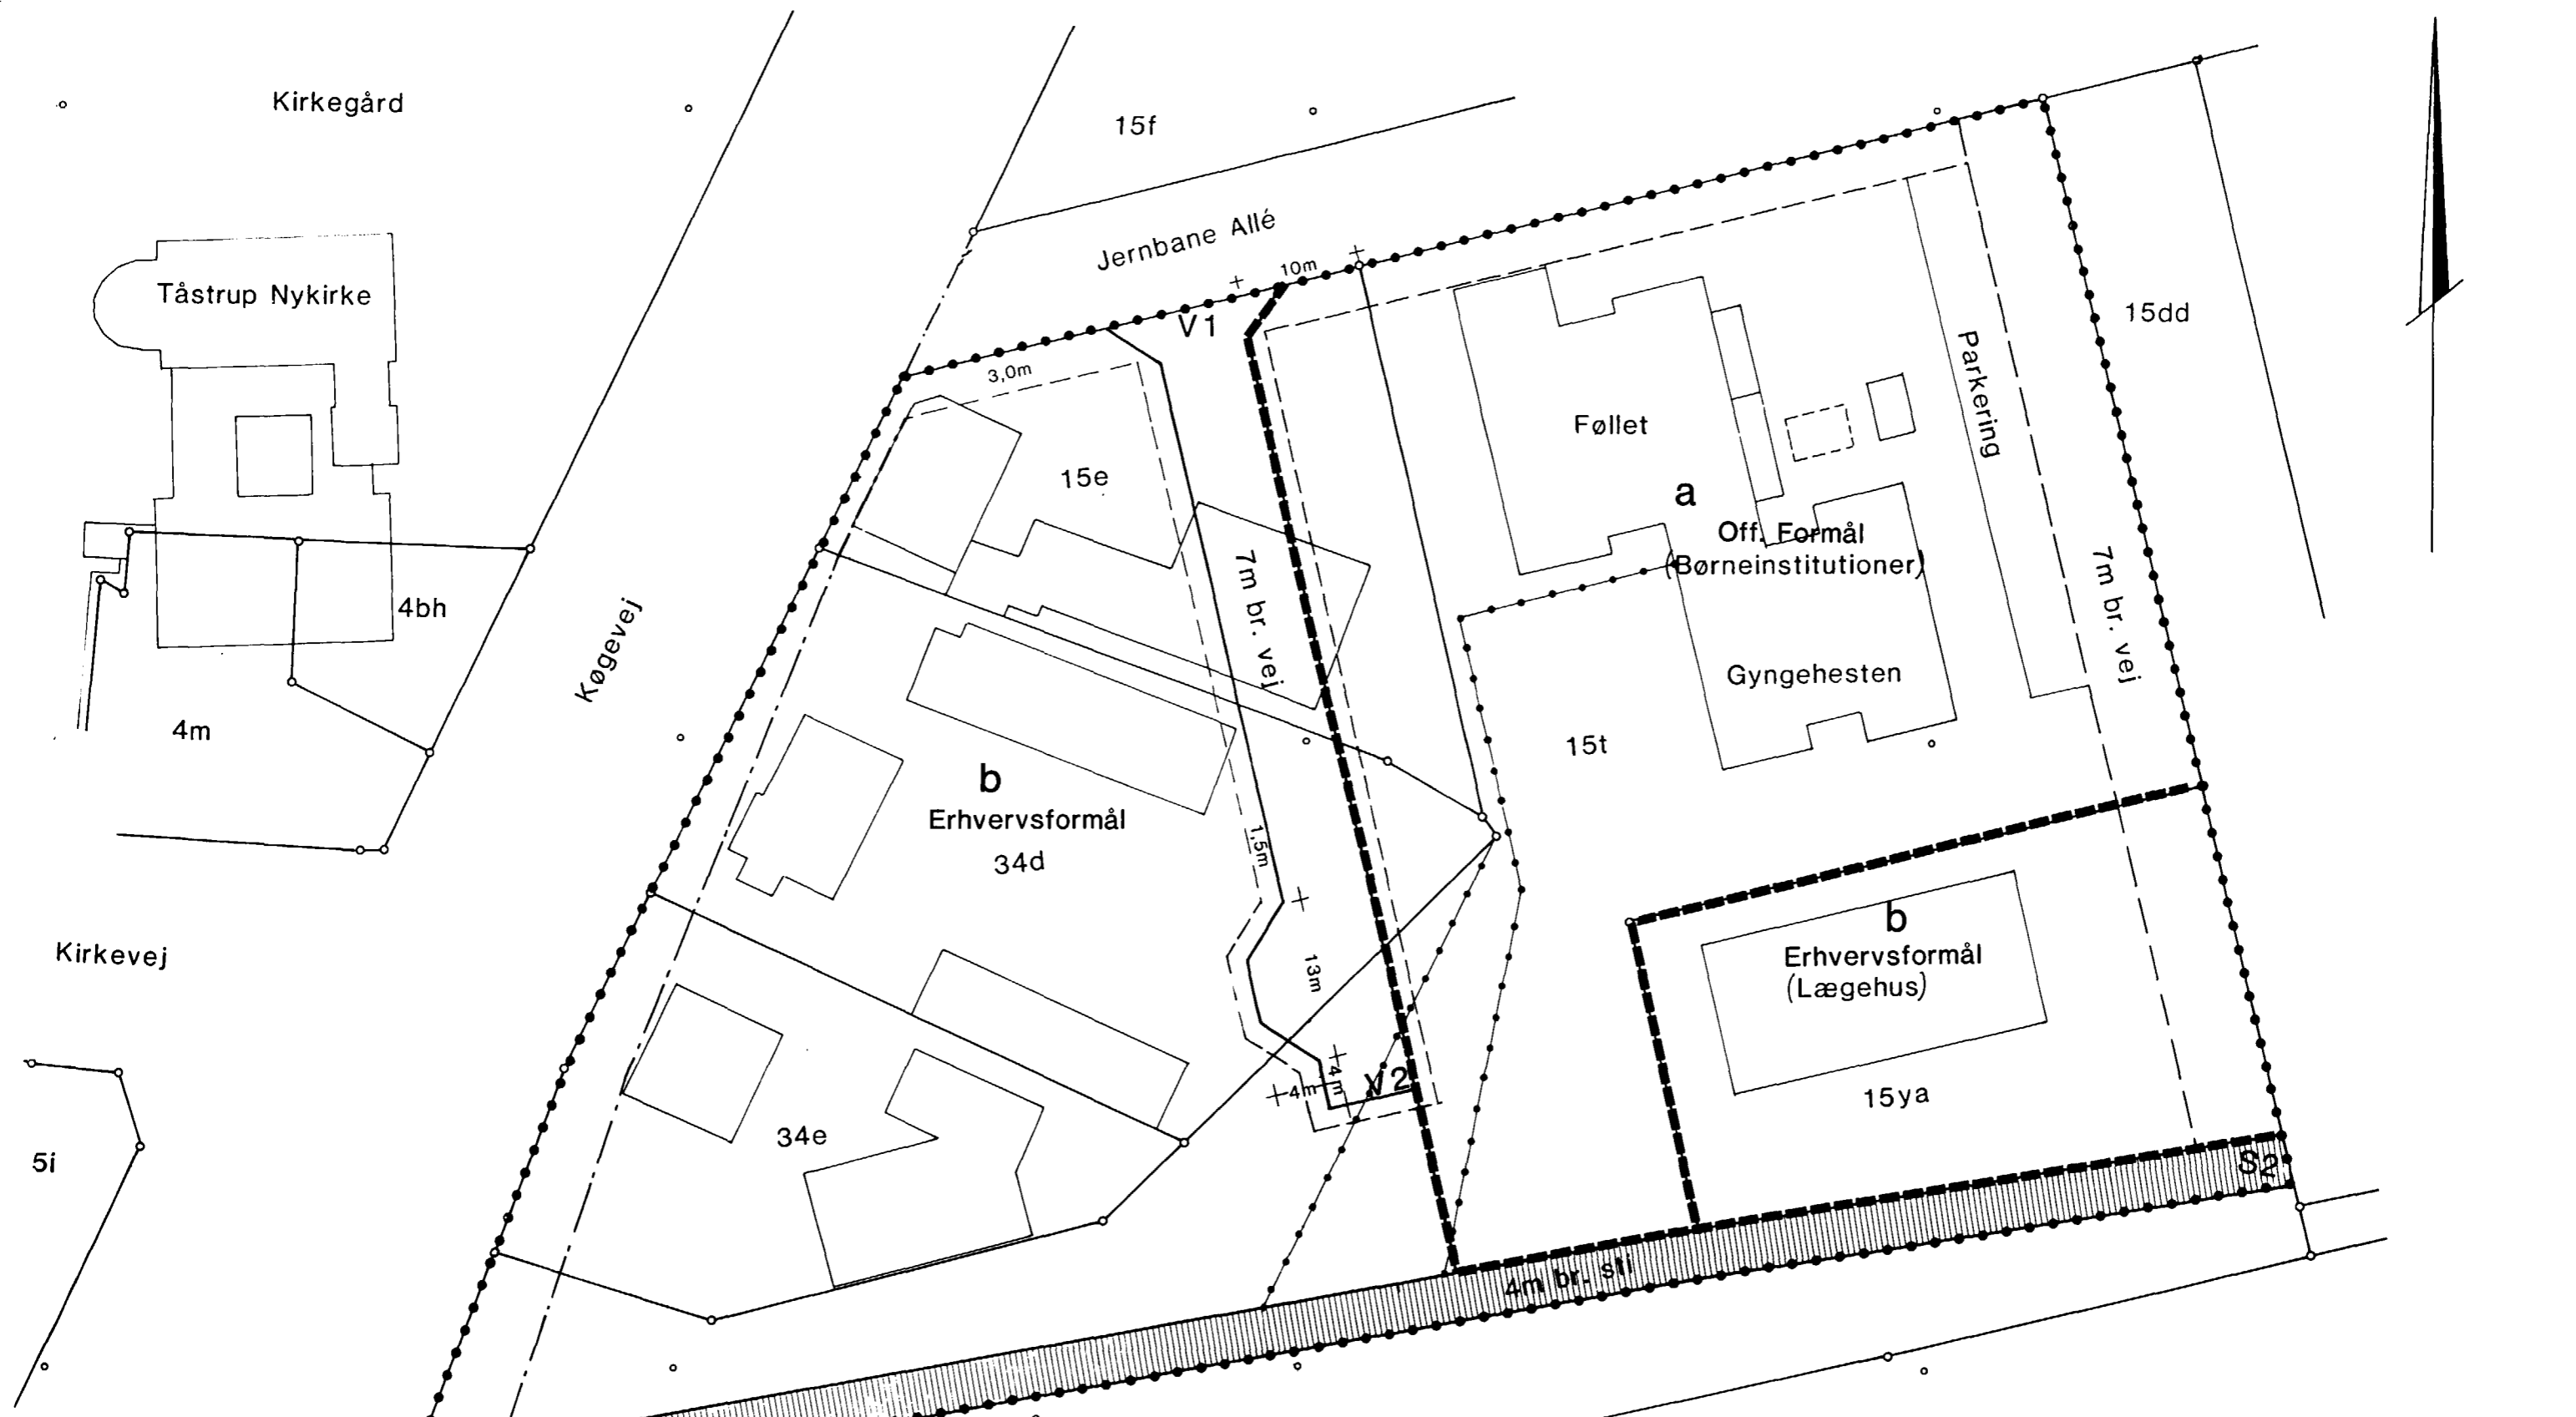 Kirkegård
15f
Jernbane Allé
10m
Tåstrup Nykirke
V1
15dd
3,0m
Parkering
Føllet
15e
a
Off. Formål
(Børneinstitutioner)
7m br. vej
7m br. vej
4bh
Køgevej
Gyngehesten
4m
15t
b
Erhvervsformål
34d
1,5m
b
Erhvervsformål
(Lægehus)
Kirkevej
13m
4m
4m
V2
15ya
34e
5i
S2
4m br. sti